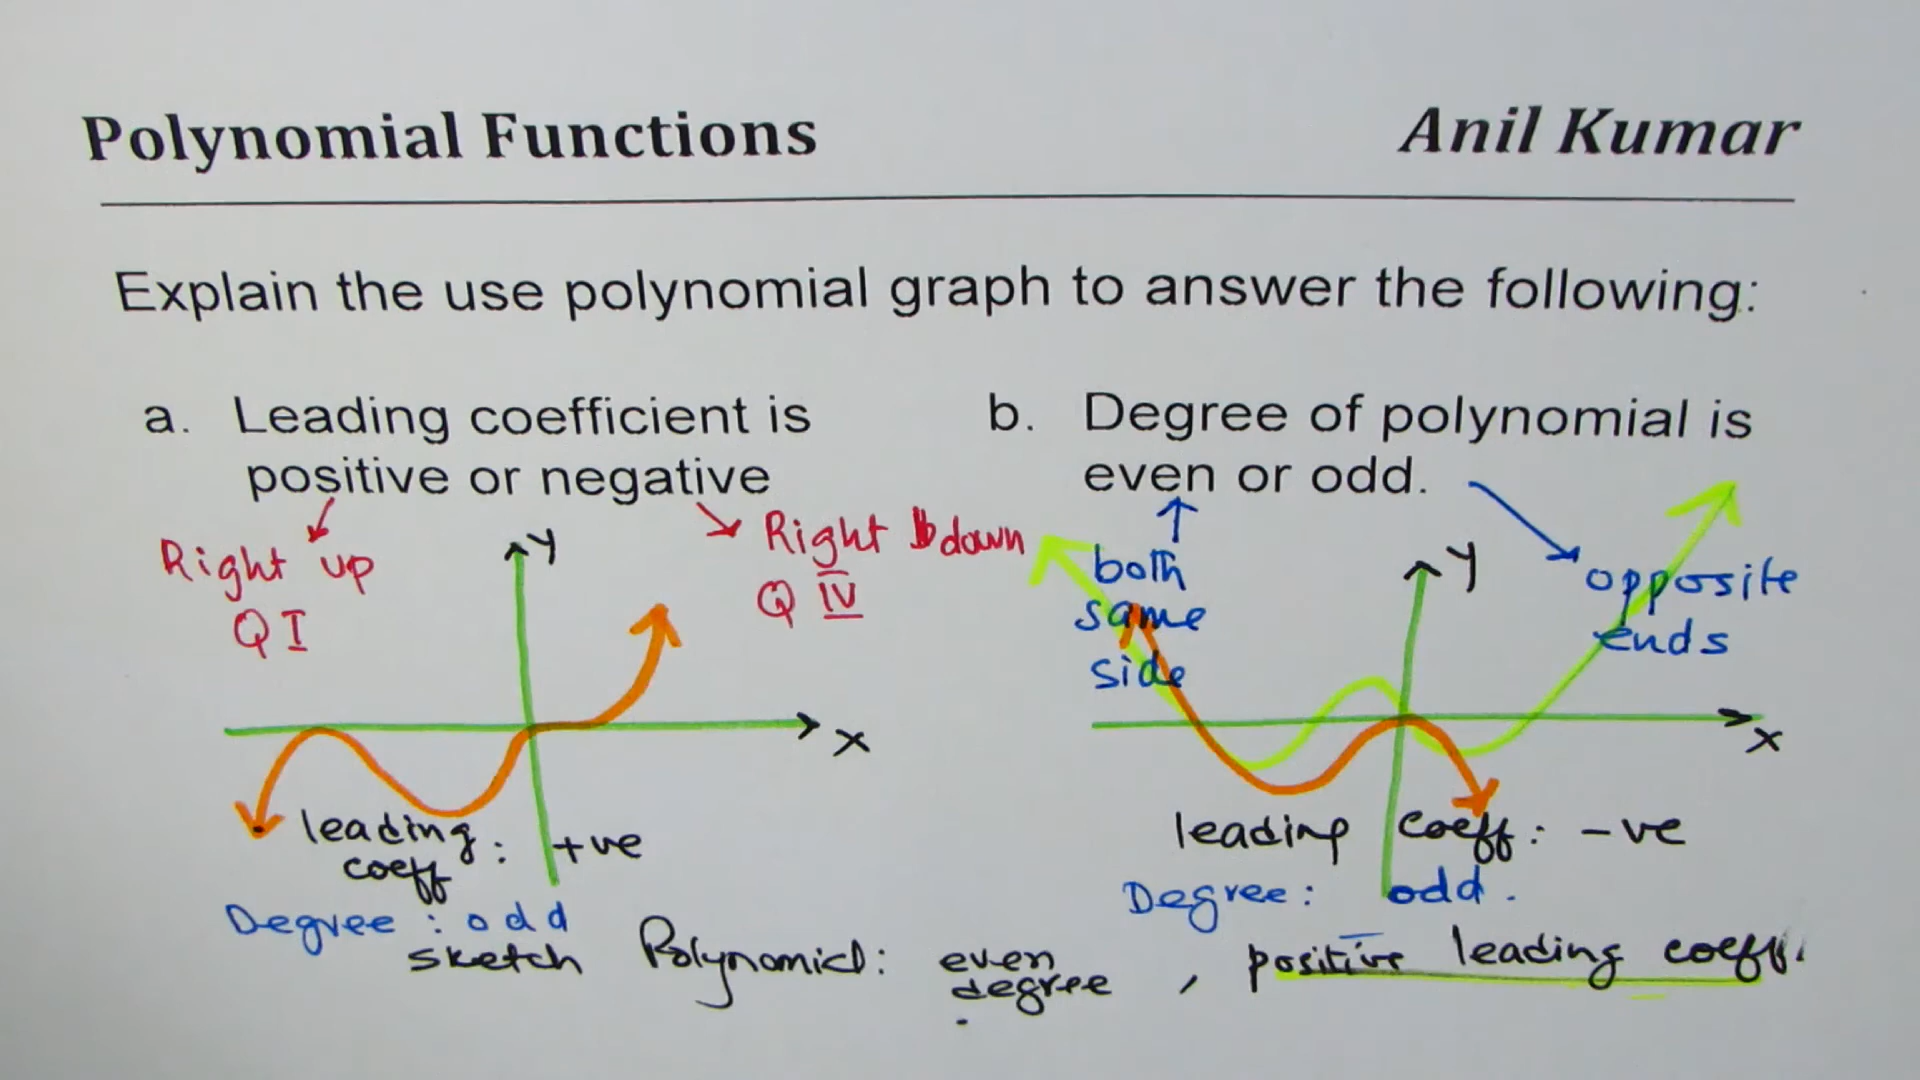 Polynomial Functions
Anil Kumar
Explain the use polynomial graph to answer the following:
a. Leading coefficient is
positive or negative
b. Degree of polynomial is
even or odd.
Right up
Q I
Right down
Q IV
Y
X
leading coeff : +ve
Degree : odd
both
same
side
opposite
ends
Y
X
leading coeff : -ve
Degree : odd.
sketch Polynomial: even degree , positive leading coeff.